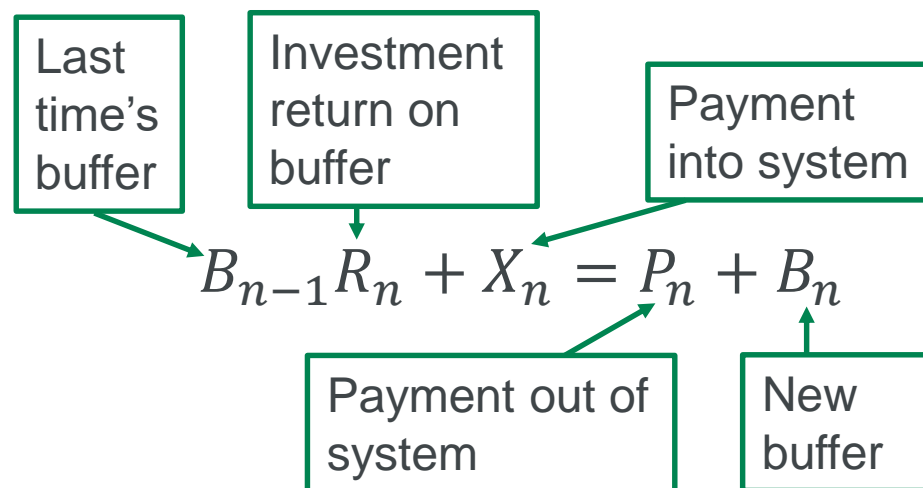 Last
time’s
buffer
Investment
return on
buffer
Payment
into system
B_{n−1}R_n + X_n = P_n + B_n
Payment out of
system
New
buffer